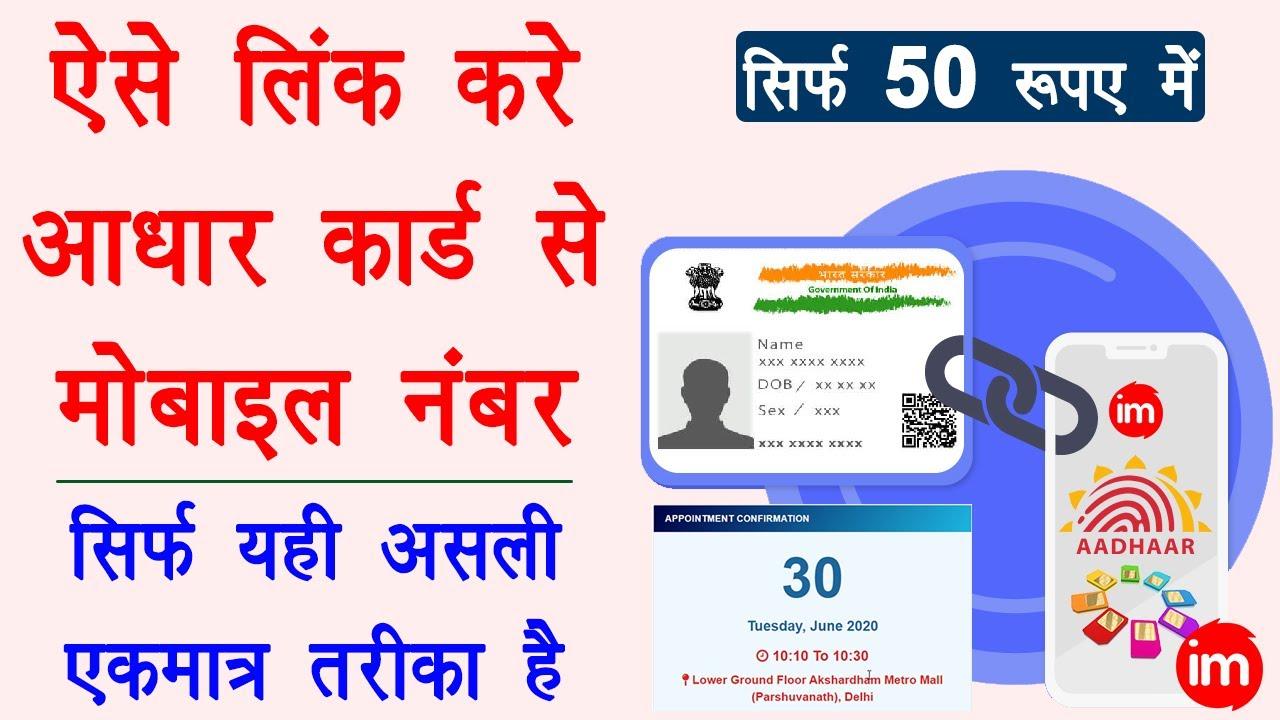 ऐसे लिंक करे
आधार कार्ड से
मोबाइल नंबर
सिर्फ यही असली
एकमात्र तरीका है
सिर्फ 50 रूपए में
भारत सरकार
Government Of India
Name
xxx xxxx xxxx
DOB / xx xx xx
Sex / xxx
xxx xxxx xxxx
im
AADHAAR
APPOINTMENT CONFIRMATION
30
Tuesday, June 2020
10:10 To 10:30
Lower Ground Floor Akshardham Metro Mall
(Parshuvanath), Delhi
im